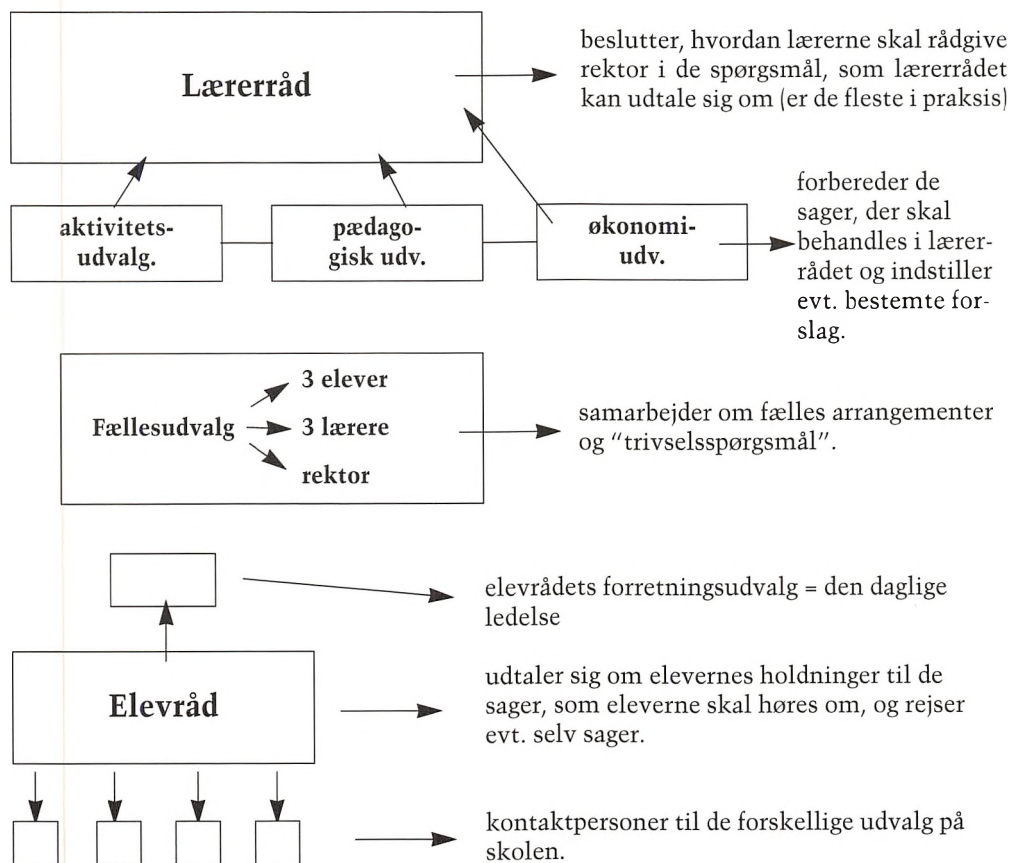 Lærerråd
beslutter, hvordan lærerne skal rådgive
rektor i de spørgsmål, som lærerrådet
kan udtale sig om (er de fleste i praksis)
aktivitets-
udvalg.
pædago-
gisk udv.
økonomi-
udv.
forbereder de
sager, der skal
behandles i lærer-
rådet og indstiller
evt. bestemte for-
slag.
Fællesudvalg
3 elever
3 lærere
rektor
samarbejder om fælles arrangementer
og "trivselsspørgsmål".
elevrådets forretningsudvalg = den daglige
ledelse
Elevråd
udtaler sig om elevernes holdninger til de
sager, som eleverne skal høres om, og rejser
evt. selv sager.
kontaktpersoner til de forskellige udvalg på
skolen.